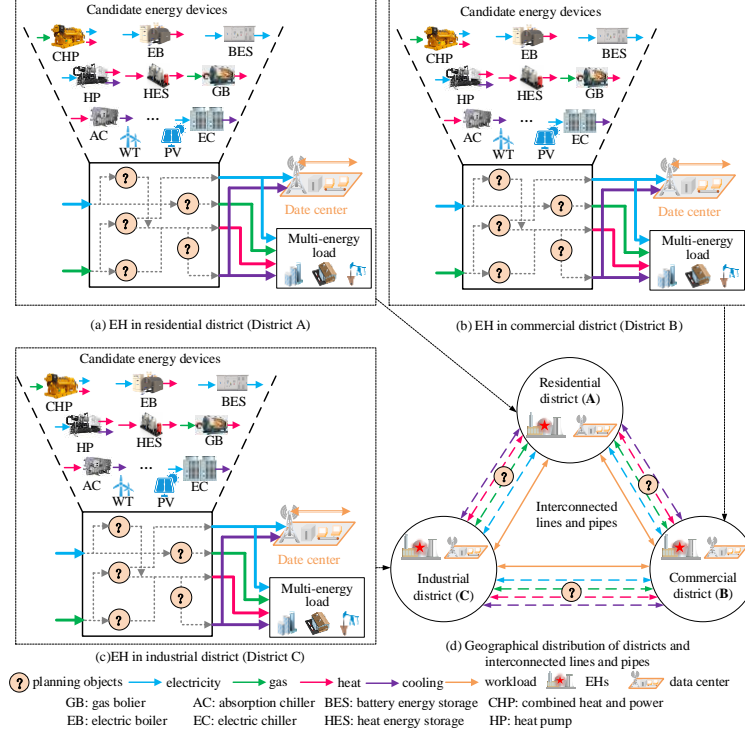 Candidate energy devices
CHP
EB
BES
HP
HES
GB
AC
...
EC
WT
PV
?
?
?
?
?
Date center
Multi-energy
load
(a) EH in residential district (District A)
Candidate energy devices
CHP
EB
BES
HP
HES
GB
AC
...
EC
WT
PV
?
?
?
?
?
Date center
Multi-energy
load
(b) EH in commercial district (District B)
Candidate energy devices
CHP
EB
BES
HP
HES
GB
AC
...
EC
WT
PV
?
?
?
?
?
Date center
Multi-energy
load
(c)EH in industrial district (District C)
Residential
district (A)
?
?
Interconnected
lines and pipes
Industrial
district (C)
?
Commercial
district (B)
(d) Geographical distribution of districts and
interconnected lines and pipes
? planning objects electricity gas heat cooling workload EHs data center
GB: gas bolier AC: absorption chiller BES: battery energy storage CHP: combined heat and power
EB: electric boiler EC: electric chiller HES: heat energy storage HP: heat pump